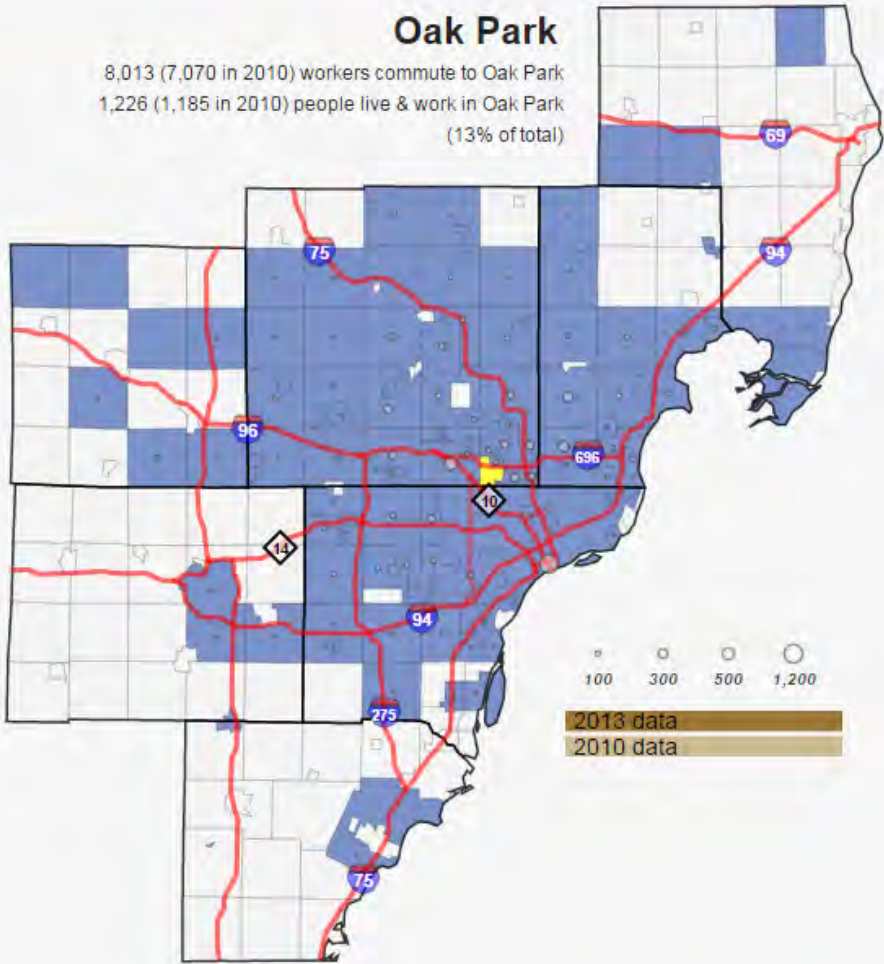 Oak Park
8,013 (7,070 in 2010) workers commute to Oak Park
1,226 (1,185 in 2010) people live & work in Oak Park
(13% of total)
69
75
94
96
696
10
14
94
100 300 500 1,200
275
2013 data
2010 data
75